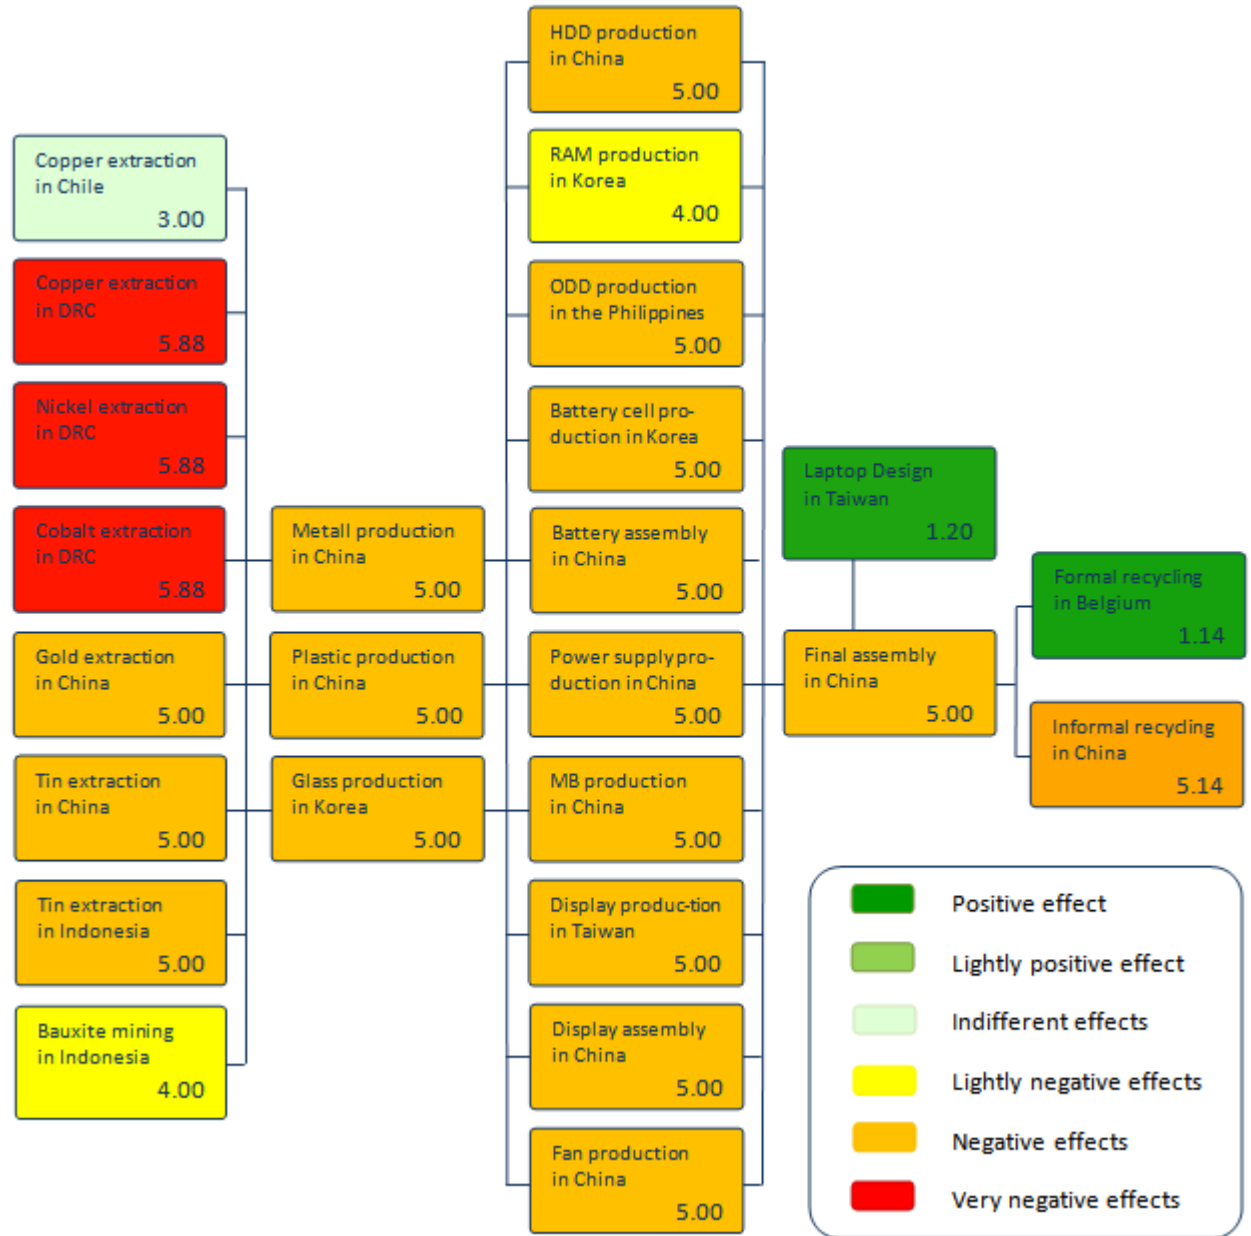 Copper extraction
in Chile
3.00
Copper extraction
in DRC
5.88
Nickel extraction
in DRC
5.88
Cobalt extraction
in DRC
5.88
Gold extraction
in China
5.00
Tin extraction
in China
5.00
Tin extraction
in Indonesia
5.00
Bauxite mining
in Indonesia
4.00
Metall production
in China
5.00
Plastic production
in China
5.00
Glass production
in Korea
5.00
HDD production
in China
5.00
RAM production
in Korea
4.00
ODD production
in the Philippines
5.00
Battery cell pro-
duction in Korea
5.00
Battery assembly
in China
5.00
Power supply pro-
duction in China
5.00
MB production
in China
5.00
Display produc-tion
in Taiwan
5.00
Display assembly
in China
5.00
Fan production
in China
5.00
Laptop Design
in Taiwan
1.20
Final assembly
in China
5.00
Formal recycling
in Belgium
1.14
Informal recycling
in China
5.14
Positive effect
Lightly positive effect
Indifferent effects
Lightly negative effects
Negative effects
Very negative effects